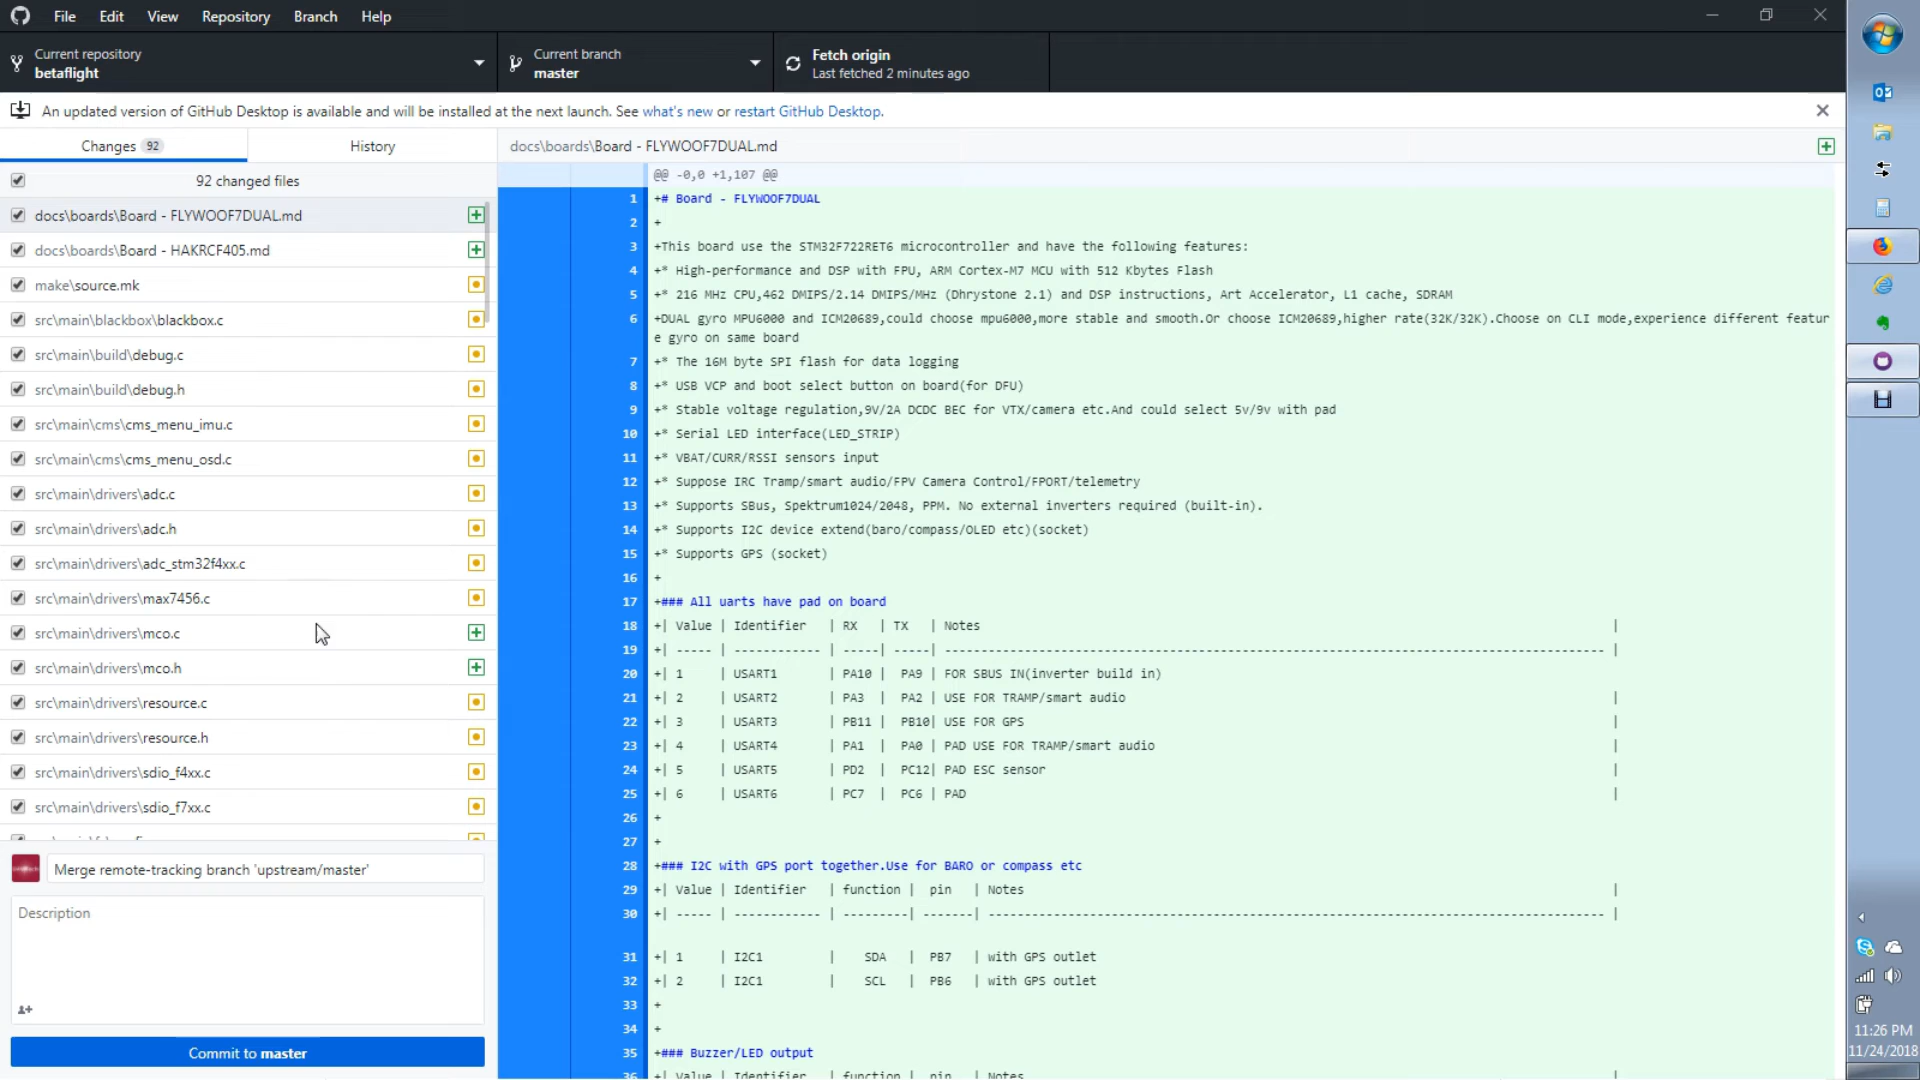 File Edit View Repository Branch Help
Current repository
betaflight
Current branch
master
Fetch origin
Last fetched 2 minutes ago
An updated version of GitHub Desktop is available and will be installed at the next launch. See what's new or restart GitHub Desktop.
Changes 92 History
92 changed files
docs\boards\Board - FLYWOOF7DUAL.md
docs\boards\Board - HAKRCF405.md
make\source.mk
src\main\blackbox\blackbox.c
src\main\build\debug.c
src\main\build\debug.h
src\main\cms\cms_menu_imu.c
src\main\cms\cms_menu_osd.c
src\main\drivers\adc.c
src\main\drivers\adc.h
src\main\drivers\adc_stm32f4xx.c
src\main\drivers\max7456.c
src\main\drivers\mco.c
src\main\drivers\mco.h
src\main\drivers\resource.c
src\main\drivers\resource.h
src\main\drivers\sdio_f4xx.c
src\main\drivers\sdio_f7xx.c
Merge remote-tracking branch 'upstream/master'
Description
Commit to master
docs\boards\Board - FLYWOOF7DUAL.md
@@ -0,0 +1,107 @@
1 +# Board - FLYWOOF7DUAL
2 +
3 +This board use the STM32F722RET6 microcontroller and have the following features:
4 +* High-performance and DSP with FPU, ARM Cortex-M7 MCU with 512 Kbytes Flash
5 +* 216 MHz CPU,462 DMIPS/2.14 DMIPS/MHz (Dhrystone 2.1) and DSP instructions, Art Accelerator, L1 cache, SDRAM
6 +DUAL gyro MPU6000 and ICM20689,could choose mpu6000,more stable and smooth.Or choose ICM20689,higher rate(32K/32K).Choose on CLI mode,experience different featur
e gyro on same board
7 +* The 16M byte SPI flash for data logging
8 +* USB VCP and boot select button on board(for DFU)
9 +* Stable voltage regulation,9V/2A DCDC BEC for VTX/camera etc.And could select 5v/9v with pad
10 +* Serial LED interface(LED_STRIP)
11 +* VBAT/CURR/RSSI sensors input
12 +* Suppose IRC Tramp/smart audio/FPV Camera Control/FPORT/telemetry
13 +* Supports SBus, Spektrum1024/2048, PPM. No external inverters required (built-in).
14 +* Supports I2C device extend(baro/compass/OLED etc)(socket)
15 +* Supports GPS (socket)
16 +
17 +### All uarts have pad on board
18 +| Value | Identifier | RX | TX | Notes |
19 +| ----- | ------------ | -----| -----| ------------------------------------------------------------------------------------------- |
20 +| 1 | USART1 | PA10 | PA9 | FOR SBUS IN(inverter build in)
21 +| 2 | USART2 | PA3 | PA2 | USE FOR TRAMP/smart audio |
22 +| 3 | USART3 | PB11 | PB10| USE FOR GPS |
23 +| 4 | USART4 | PA1 | PA0 | PAD USE FOR TRAMP/smart audio |
24 +| 5 | USART5 | PD2 | PC12| PAD ESC sensor |
25 +| 6 | USART6 | PC7 | PC6 | PAD |
26 +
27 +
28 +### I2C with GPS port together.Use for BARO or compass etc
29 +| Value | Identifier | function | pin | Notes |
30 +| ----- | ------------ | ---------| -------| ------------------------------------------------------------------------------------- |
31 +| 1 | I2C1 | SDA | PB7 | with GPS outlet
32 +| 2 | I2C1 | SCL | PB6 | with GPS outlet
33 +
34 +
35 +### Buzzer/LED output
36 +| Value | Identifier | function | pin | Notes |
11:26 PM
11/24/2018